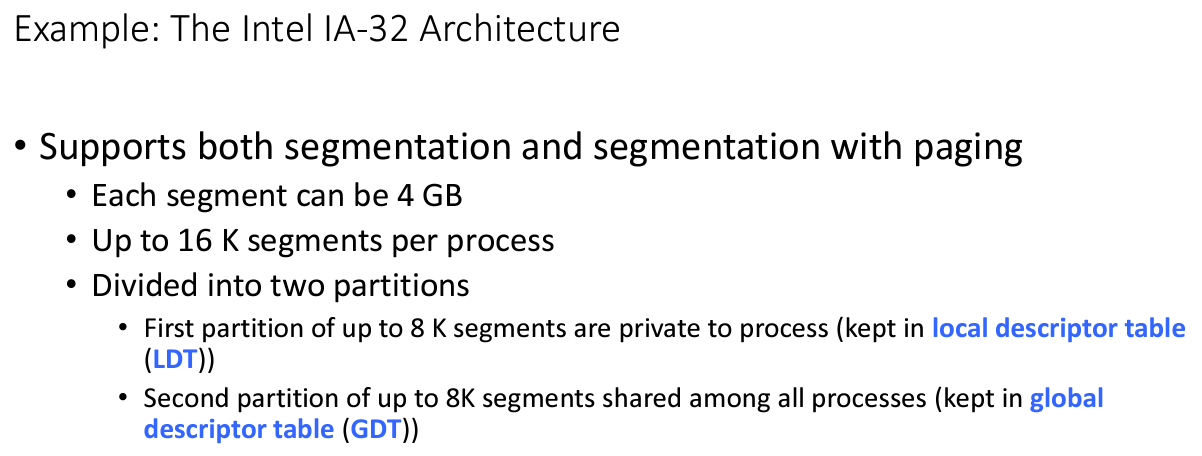 Example: The Intel IA-32 Architecture
• Supports both segmentation and segmentation with paging
• Each segment can be 4 GB
• Up to 16 K segments per process
• Divided into two partitions
• First partition of up to 8 K segments are private to process (kept in local descriptor table
(LDT))
• Second partition of up to 8K segments shared among all processes (kept in global
descriptor table (GDT))